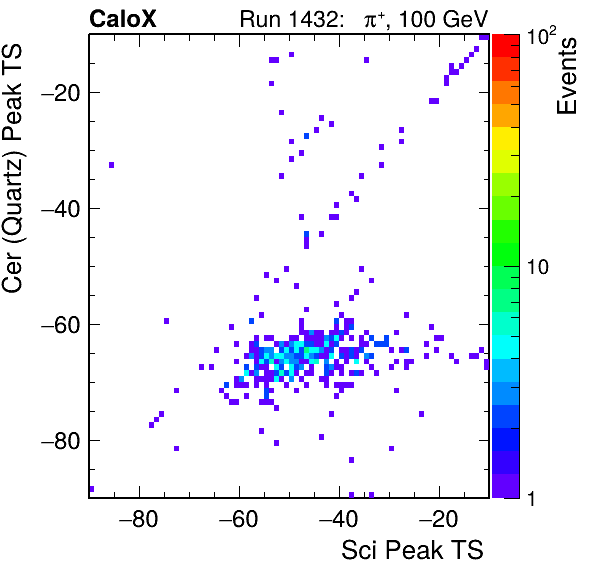 CaloX Run 1432: π⁺, 100 GeV
Cer (Quartz) Peak TS
−20
−40
−60
−80
−80 −60 −40 −20
Sci Peak TS
10²
10
1
Events